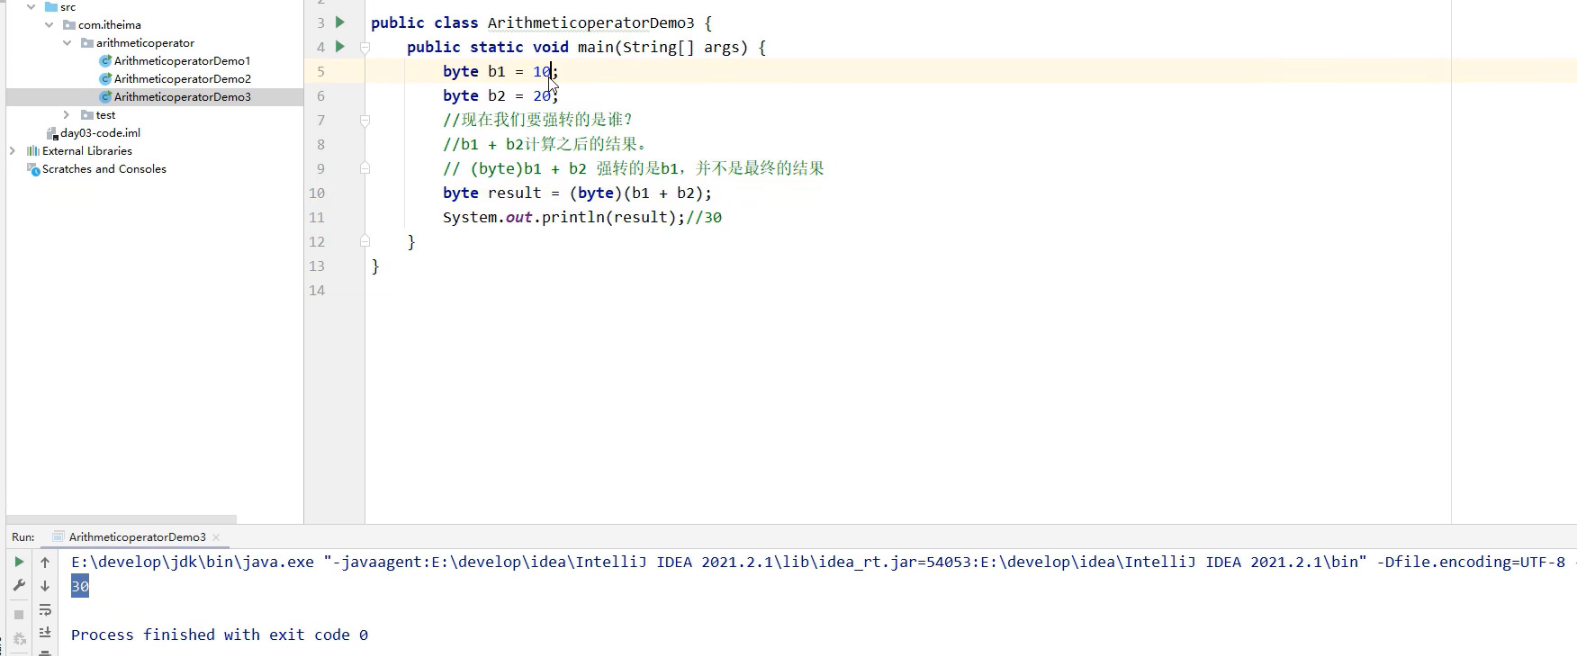 src
com.itheima
arithmeticoperator
ArithmeticoperatorDemo1
ArithmeticoperatorDemo2
ArithmeticoperatorDemo3
test
day03-code.iml
External Libraries
Scratches and Consoles
2
3 public class ArithmeticoperatorDemo3 {
4 public static void main(String[] args) {
5 byte b1 = 10;
6 byte b2 = 20;
7 //现在我们要强转的是谁?
8 //b1 + b2计算之后的结果。
9 // (byte)b1 + b2 强转的是b1，并不是最终的结果
10 byte result = (byte)(b1 + b2);
11 System.out.println(result);//30
12 }
13 }
14
Run: ArithmeticoperatorDemo3
E:\develop\jdk\bin\java.exe "-javaagent:E:\develop\idea\IntelliJ IDEA 2021.2.1\lib\idea_rt.jar=54053:E:\develop\idea\IntelliJ IDEA 2021.2.1\bin" -Dfile.encoding=UTF-8
30
Process finished with exit code 0